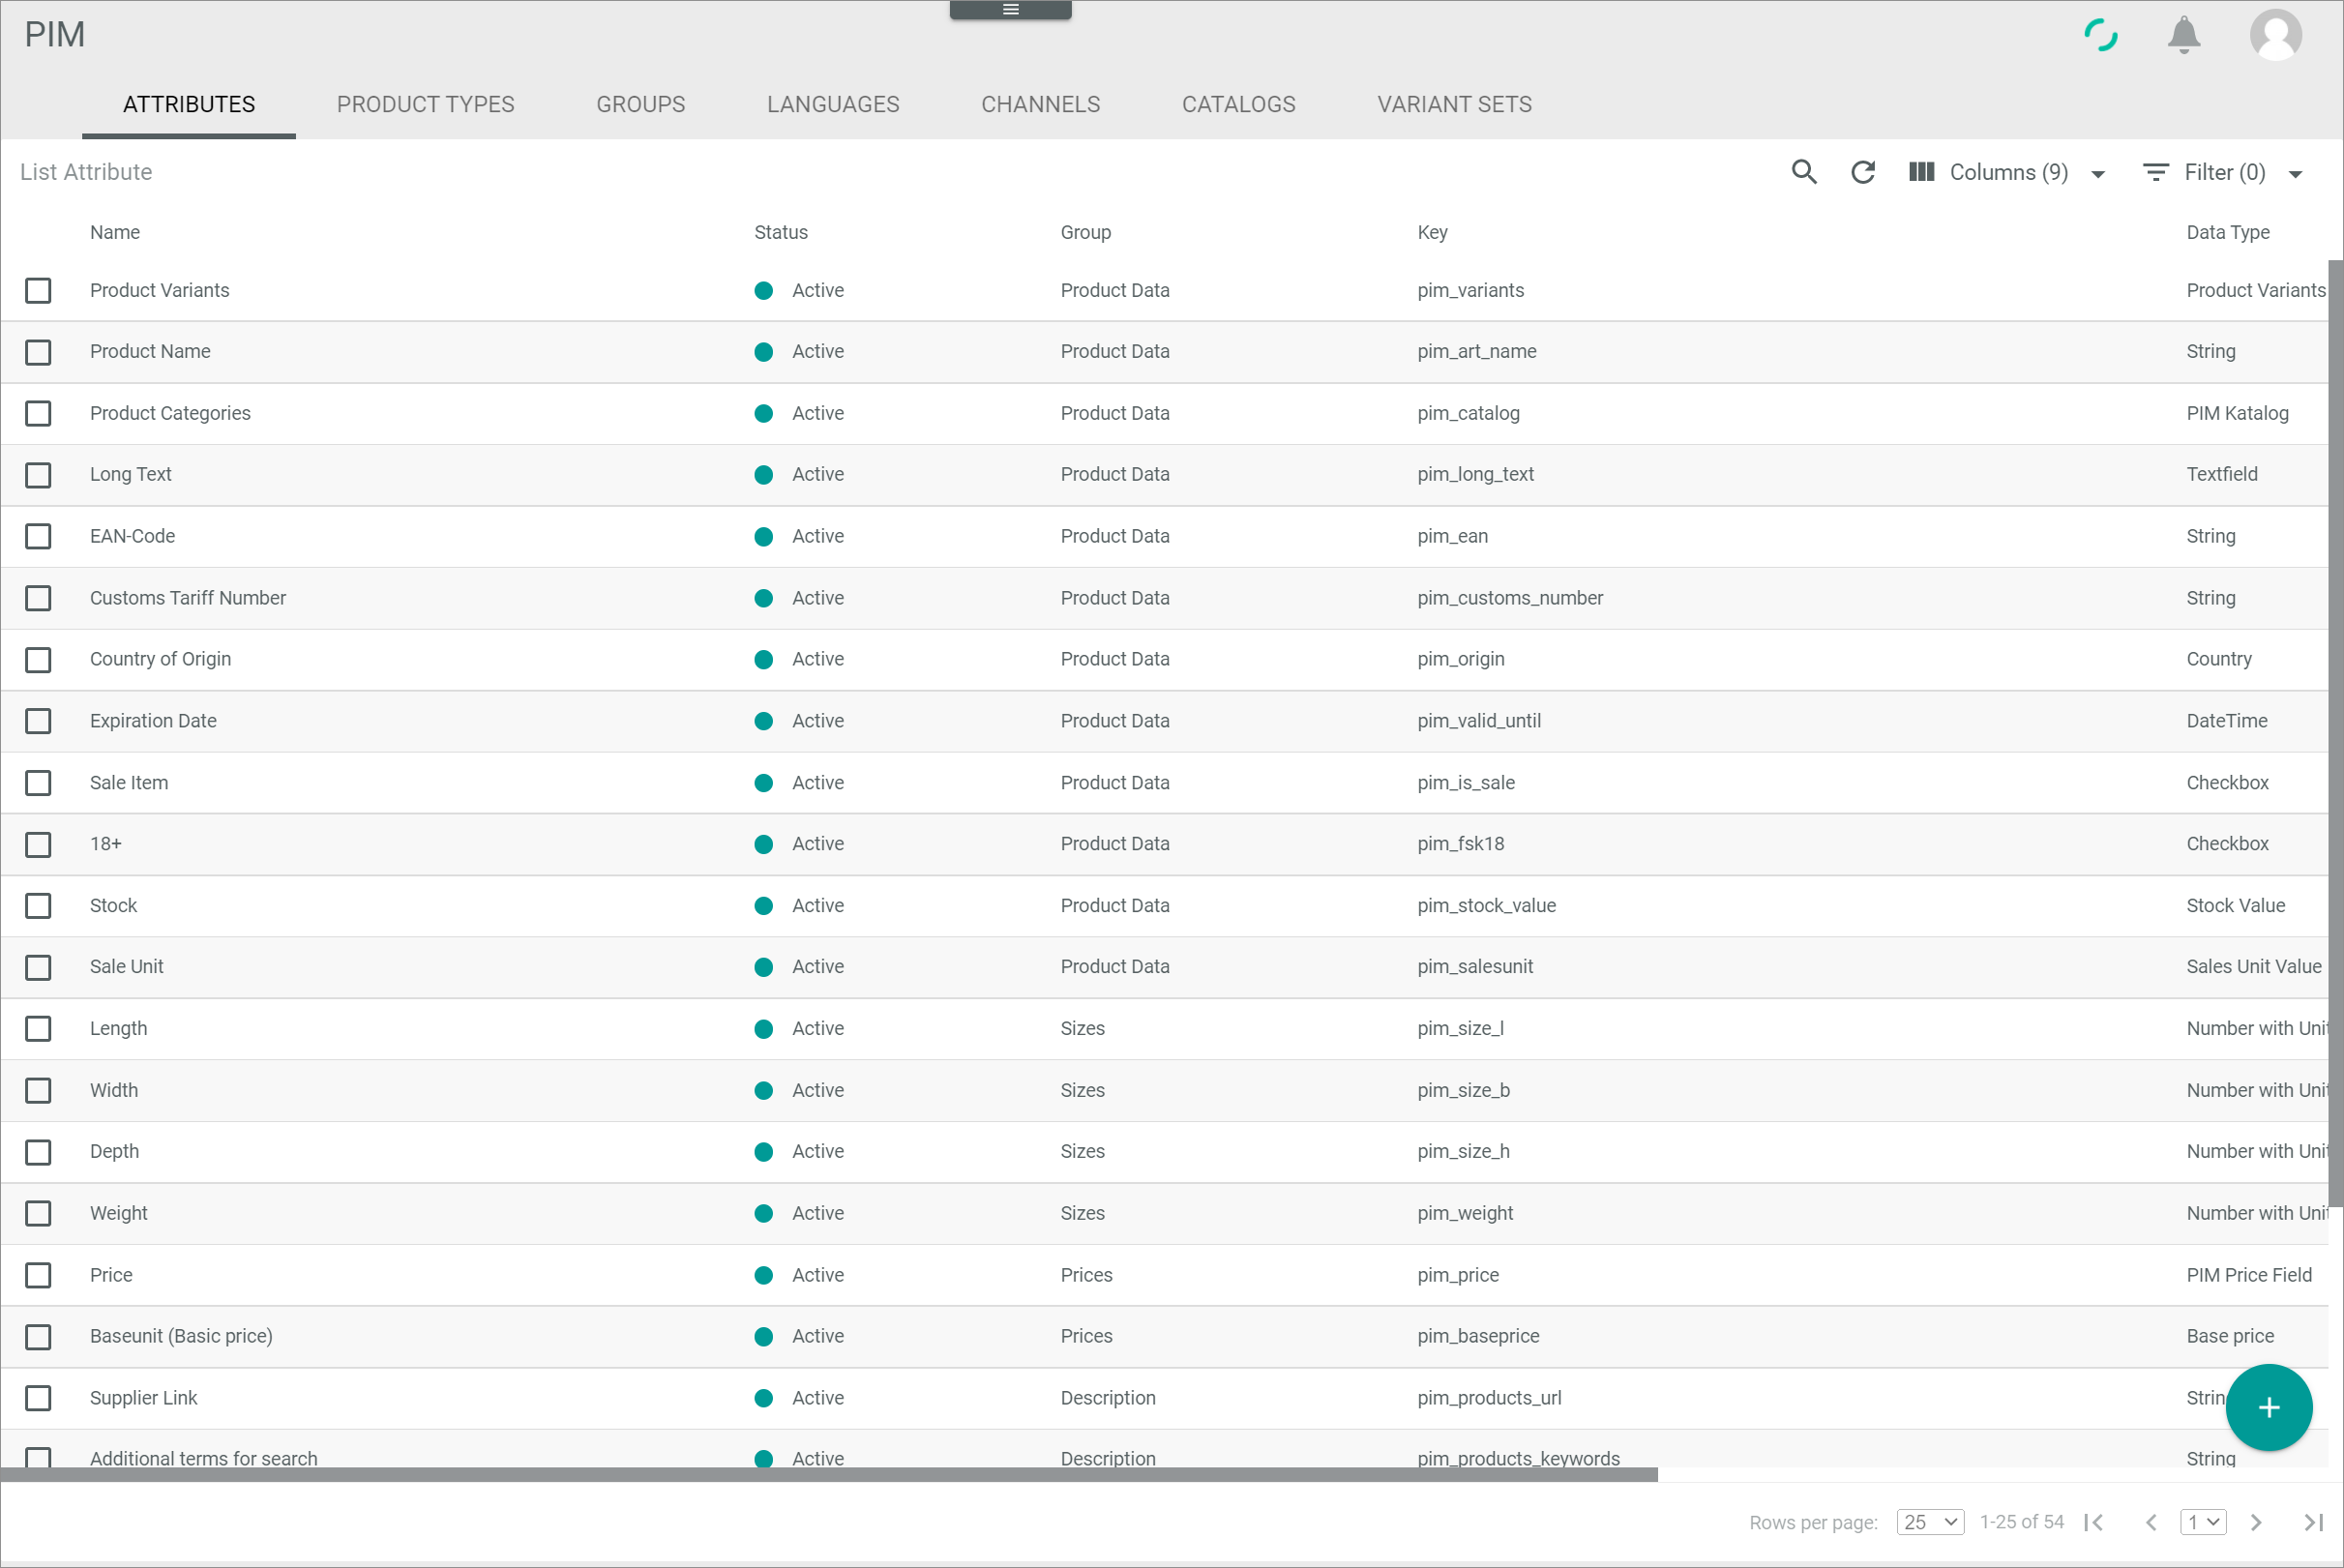 PIM
ATTRIBUTES PRODUCT TYPES GROUPS LANGUAGES CHANNELS CATALOGS VARIANT SETS
List Attribute Columns (9) Filter (0)
Name Status Group Key Data Type
Product Variants Active Product Data pim_variants Product Variants
Product Name Active Product Data pim_art_name String
Product Categories Active Product Data pim_catalog PIM Katalog
Long Text Active Product Data pim_long_text Textfield
EAN-Code Active Product Data pim_ean String
Customs Tariff Number Active Product Data pim_customs_number String
Country of Origin Active Product Data pim_origin Country
Expiration Date Active Product Data pim_valid_until DateTime
Sale Item Active Product Data pim_is_sale Checkbox
18+ Active Product Data pim_fsk18 Checkbox
Stock Active Product Data pim_stock_value Stock Value
Sale Unit Active Product Data pim_salesunit Sales Unit Value
Length Active Sizes pim_size_l Number with Unit
Width Active Sizes pim_size_b Number with Unit
Depth Active Sizes pim_size_h Number with Unit
Weight Active Sizes pim_weight Number with Unit
Price Active Prices pim_price PIM Price Field
Baseunit (Basic price) Active Prices pim_baseprice Base price
Supplier Link Active Description pim_products_url String
Additional terms for search Active Description pim_products_keywords String
Rows per page: 25 1-25 of 54 1